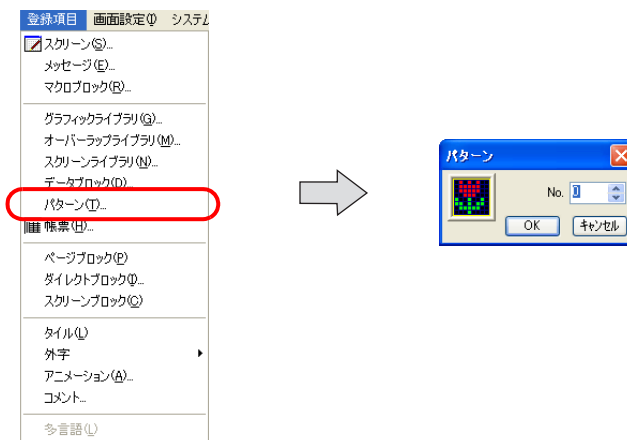 登録項目 画面設定(I) システム
スクリーン(S)...
メッセージ(E)...
マクロブロック(R)...
グラフィックライブラリ(G)...
オーバーラップライブラリ(M)...
スクリーンライブラリ(N)...
データブロック(D)...
パターン(T)...
帳票(H)...
ページブロック(P)
ダイレクトブロック(I)...
スクリーンブロック(C)
タイル(L)
外字
アニメーション(A)...
コメント...
多言語(L)
パターン
No. 0
OK キャンセル